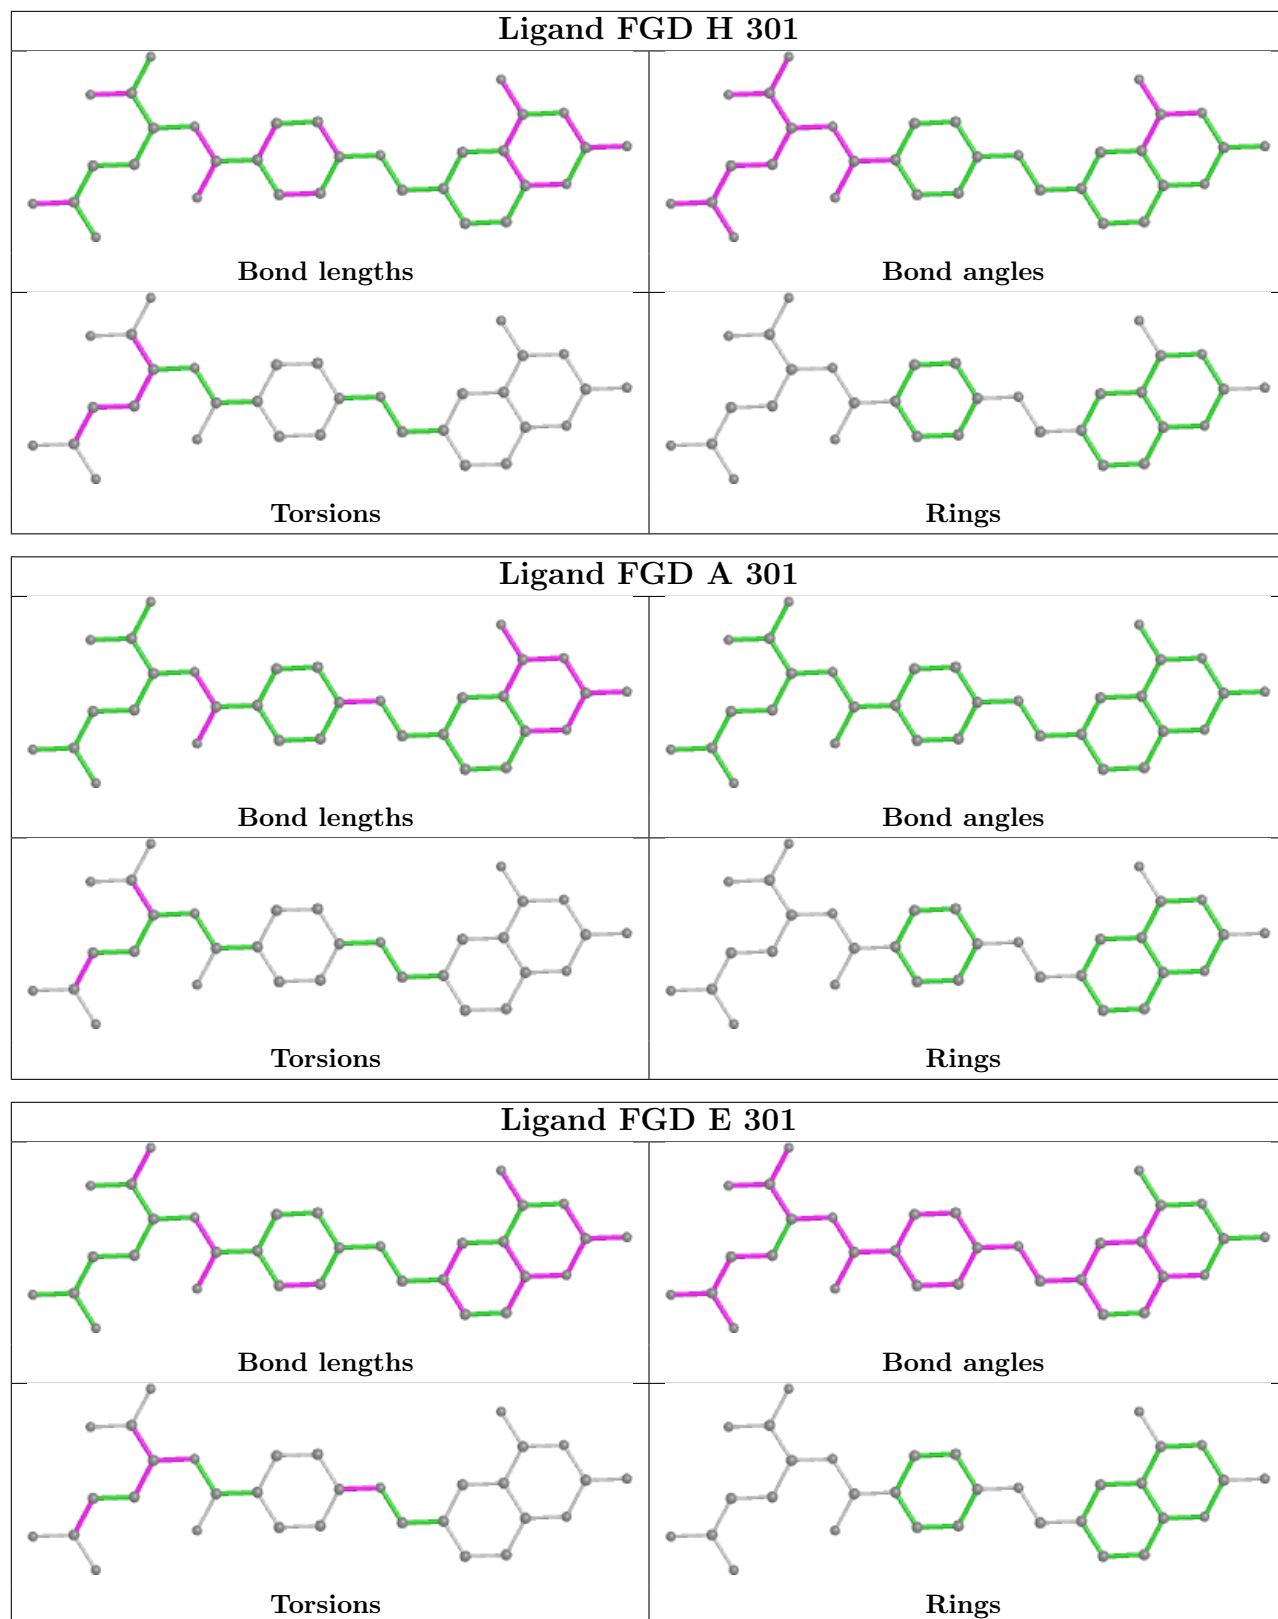 Ligand FGD H 301
Bond lengths
Bond angles
Torsions
Rings
Ligand FGD A 301
Bond lengths
Bond angles
Torsions
Rings
Ligand FGD E 301
Bond lengths
Bond angles
Torsions
Rings